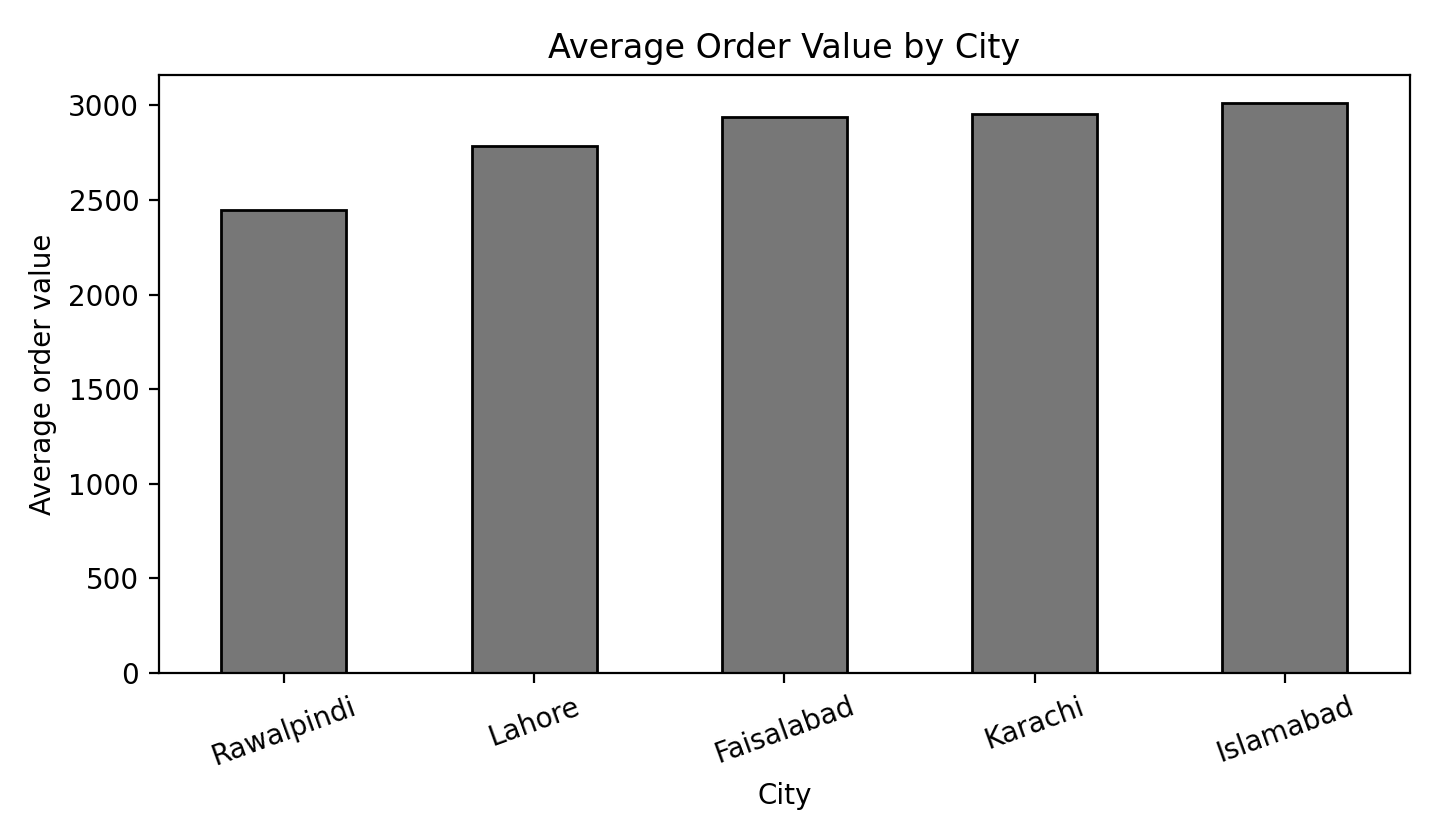 Average Order Value by City
Average order value
3000
2500
2000
1500
1000
500
0
Rawalpindi
Lahore
Faisalabad
Karachi
Islamabad
City